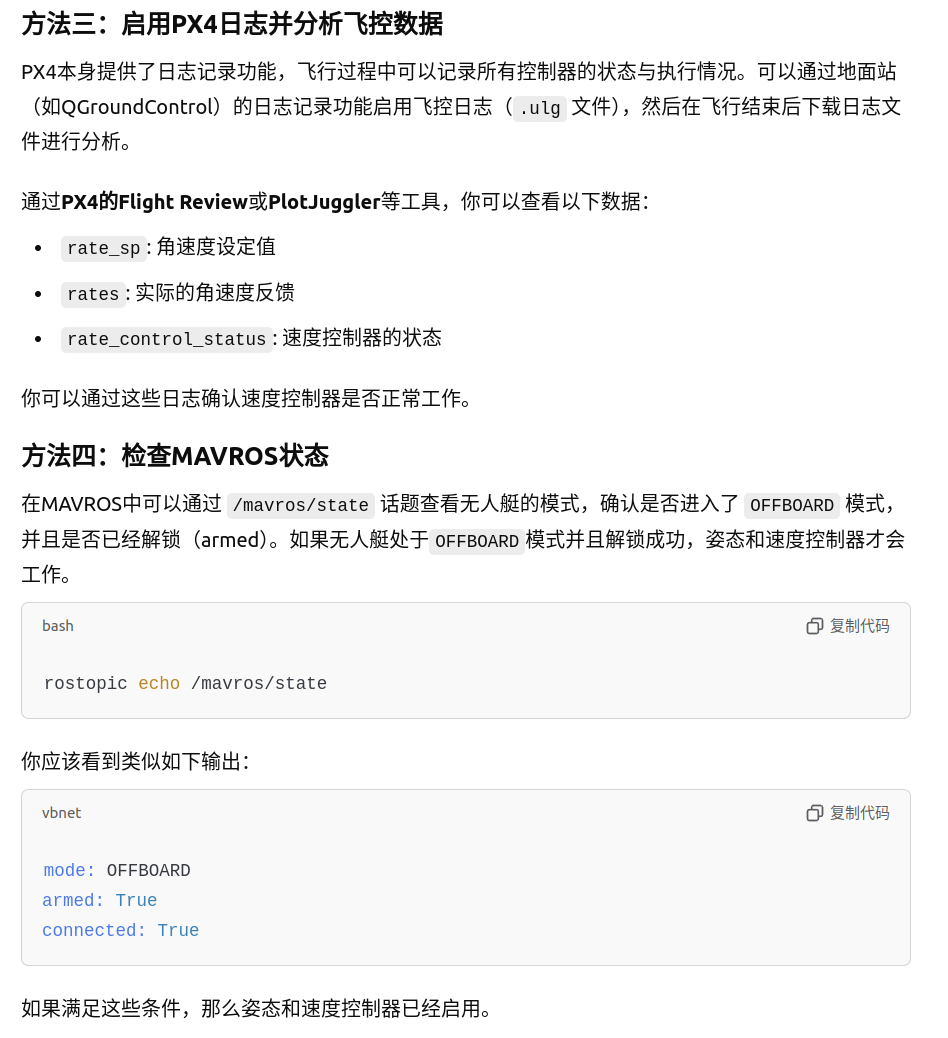 方法三：启用PX4日志并分析飞控数据
PX4本身提供了日志记录功能，飞行过程中可以记录所有控制器的状态与执行情况。可以通过地面站
（如QGroundControl）的日志记录功能启用飞控日志（ .ulg 文件），然后在飞行结束后下载日志文
件进行分析。
通过PX4的Flight Review或PlotJuggler等工具，你可以查看以下数据：
• rate_sp：角速度设定值
• rates：实际的角速度反馈
• rate_control_status：速度控制器的状态
你可以通过这些日志确认速度控制器是否正常工作。
方法四：检查MAVROS状态
在MAVROS中可以通过 /mavros/state 话题查看无人艇的模式，确认是否进入了 OFFBOARD 模式，
并且是否已经解锁（armed）。如果无人艇处于OFFBOARD模式并且解锁成功，姿态和速度控制器才会
工作。
bash 复制代码
rostopic echo /mavros/state
你应该看到类似如下输出：
vbnet 复制代码
mode: OFFBOARD
armed: True
connected: True
如果满足这些条件，那么姿态和速度控制器已经启用。